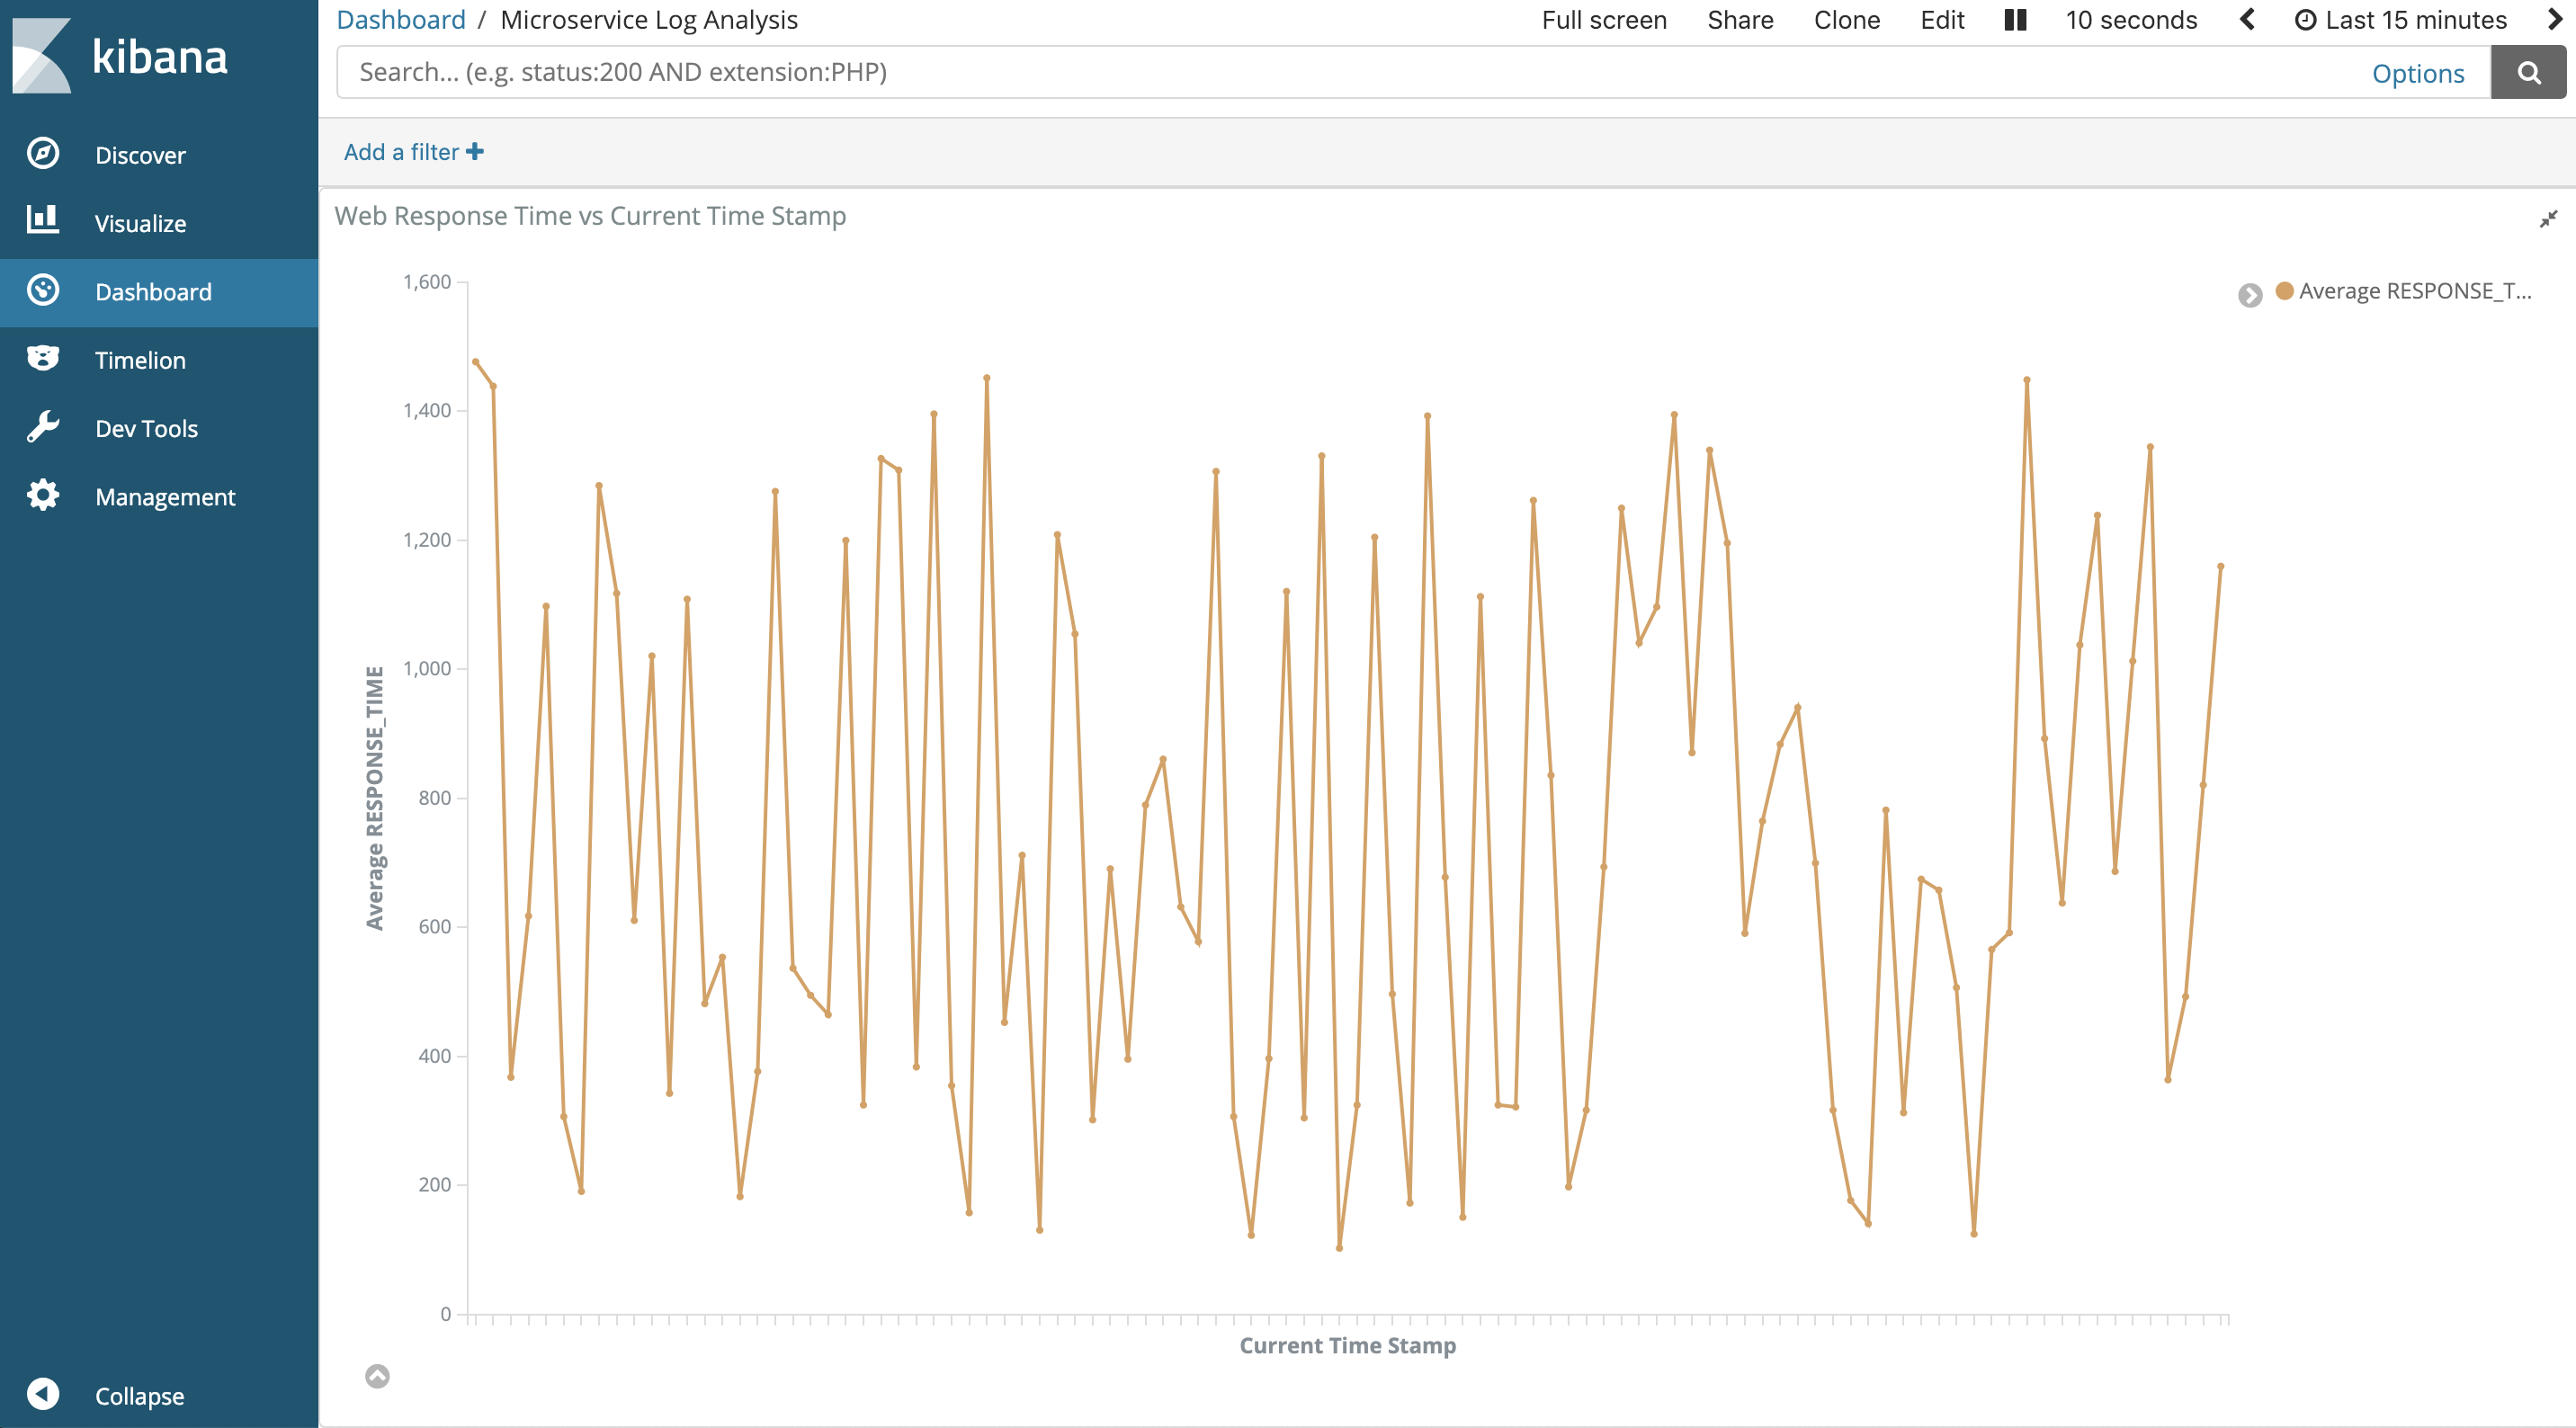 kibana
Discover
Visualize
Dashboard
Timelion
Dev Tools
Management
Collapse
Dashboard / Microservice Log Analysis
Full screen Share Clone Edit 10 seconds Last 15 minutes
Search... (e.g. status:200 AND extension:PHP) Options
Add a filter
Web Response Time vs Current Time Stamp
Average RESPONSE_T...
1,600
1,400
1,200
1,000
800
600
400
200
0
Average RESPONSE_TIME
Current Time Stamp